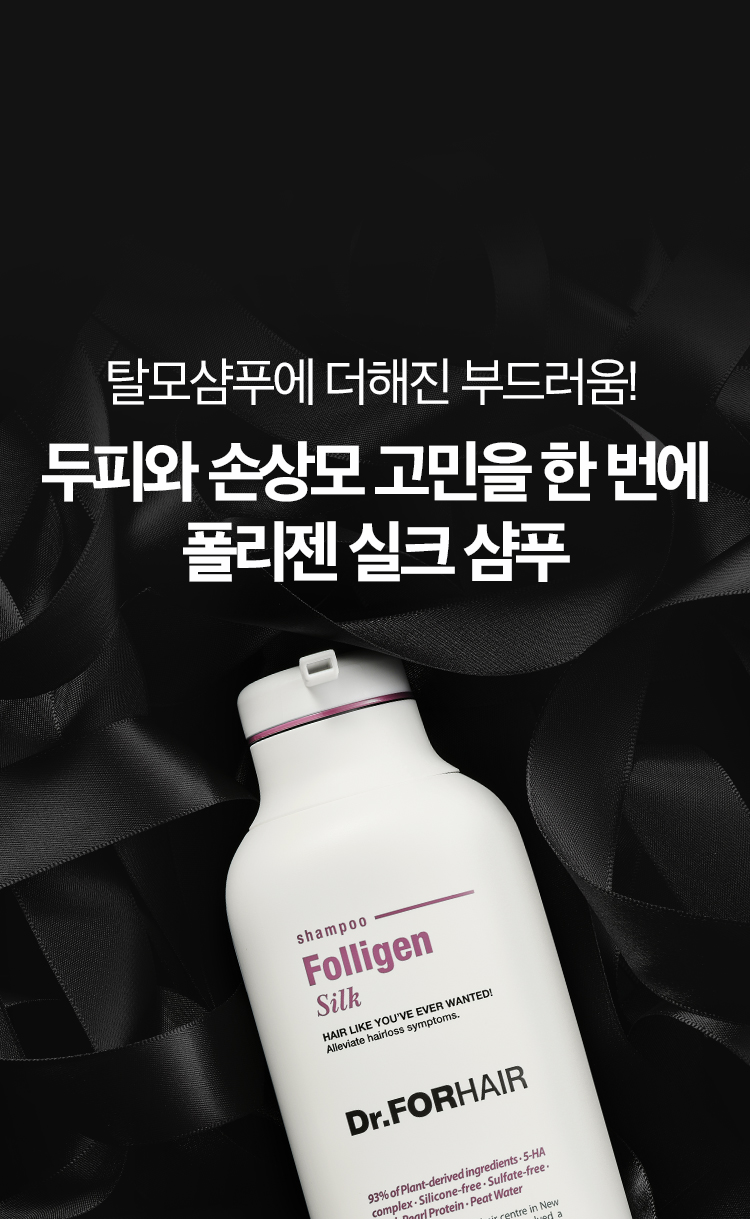 탈모샴푸에 더해진 부드러움!
두피와 손상모 고민을 한 번에
폴리젠 실크 샴푸
shampoo
Folligen
Silk
HAIR LIKE YOU'VE EVER WANTED!
Alleviate hairloss symptoms.
Dr.FORHAIR
93% of Plant-derived ingredients · 5-HA
complex · Silicone-free · Sulfate-free ·
Pearl Protein · Peat Water
centre in New
a